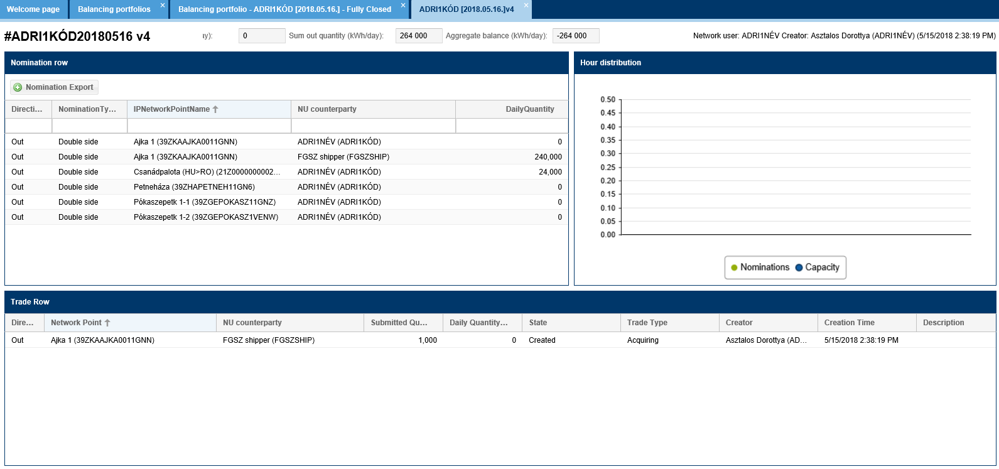 Welcome page Balancing portfolios × Balancing portfolio - ADRI1KÓD [2018.05.16.] - Fully Closed × ADRI1KÓD [2018.05.16.]v4 ×
#ADRI1KÓD20180516 v4 y): 0 Sum out quantity (kWh/day): 264 000 Aggregate balance (kWh/day): -264 000 Network user: ADRI1NÉV Creator: Asztalos Dorottya (ADRI1NÉV) (5/15/2018 2:38:19 PM)
Nomination row
Nomination Export
Directi... NominationTy... IPNetworkPointName NU counterparty DailyQuantity
Out Double side Ajka 1 (39ZKAAJKA0011GNN) ADRI1NÉV (ADRI1KÓD) 0
Out Double side Ajka 1 (39ZKAAJKA0011GNN) FGSZ shipper (FGSZSHIP) 240,000
Out Double side Csanádpalota (HU>RO) (21Z0000000002... ADRI1NÉV (ADRI1KÓD) 24,000
Out Double side Petneháza (39ZHAPETNEH11GN6) ADRI1NÉV (ADRI1KÓD) 0
Out Double side Pókaszepetk 1-1 (39ZGEPOKASZ11GNZ) ADRI1NÉV (ADRI1KÓD) 0
Out Double side Pókaszepetk 1-2 (39ZGEPOKASZ1VENW) ADRI1NÉV (ADRI1KÓD) 0
Hour distribution
0.50
0.45
0.40
0.35
0.30
0.25
0.20
0.15
0.10
0.05
0.00
Nominations Capacity
Trade Row
Dire... Network Point NU counterparty Submitted Qu... Daily Quantity... State Trade Type Creator Creation Time Description
Out Ajka 1 (39ZKAAJKA0011GNN) FGSZ shipper (FGSZSHIP) 1,000 0 Created Acquiring Asztalos Dorottya (AD... 5/15/2018 2:38:19 PM